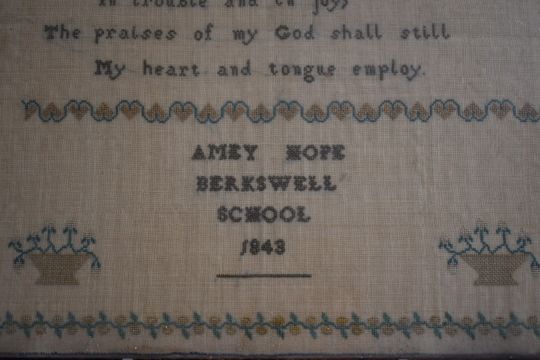 In trouble and in joy,
The praises of my God shall still
My heart and tongue employ.
AMEY HOPE
BERKSWELL
SCHOOL
1843